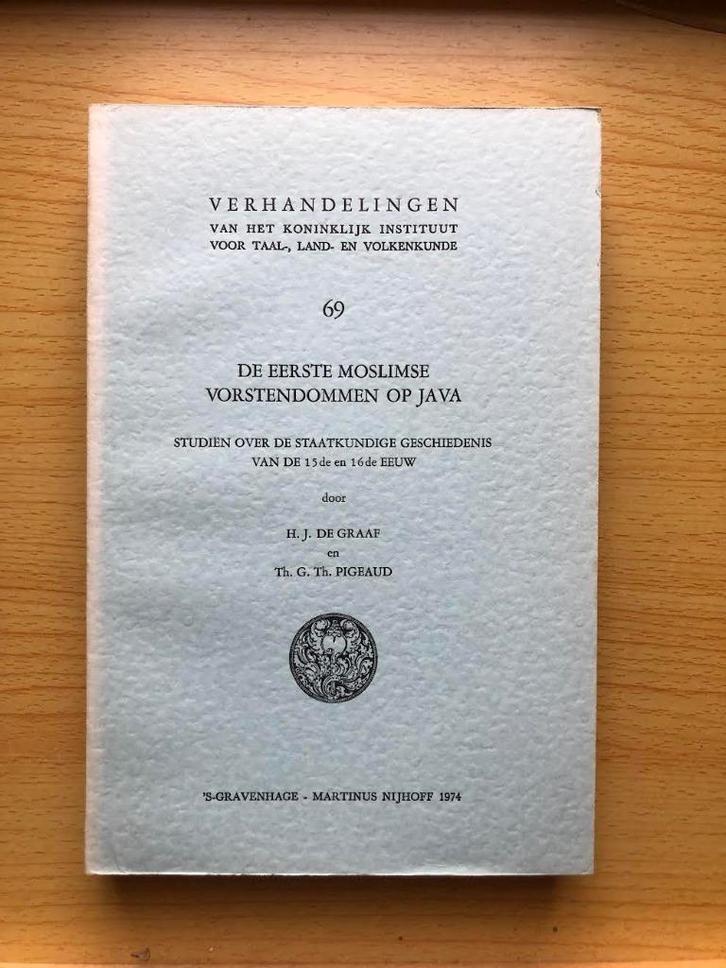 VERHANDELINGEN
VAN HET KONINKLIJK INSTITUUT
VOOR TAAL-, LAND- EN VOLKENKUNDE
69
DE EERSTE MOSLIMSE
VORSTENDOMMEN OP JAVA
STUDIËN OVER DE STAATKUNDIGE GESCHIEDENIS
VAN DE 15de en 16de EEUW
door
H. J. DE GRAAF
en
Th. G. Th. PIGEAUD
'S-GRAVENHAGE - MARTINUS NIJHOFF 1974